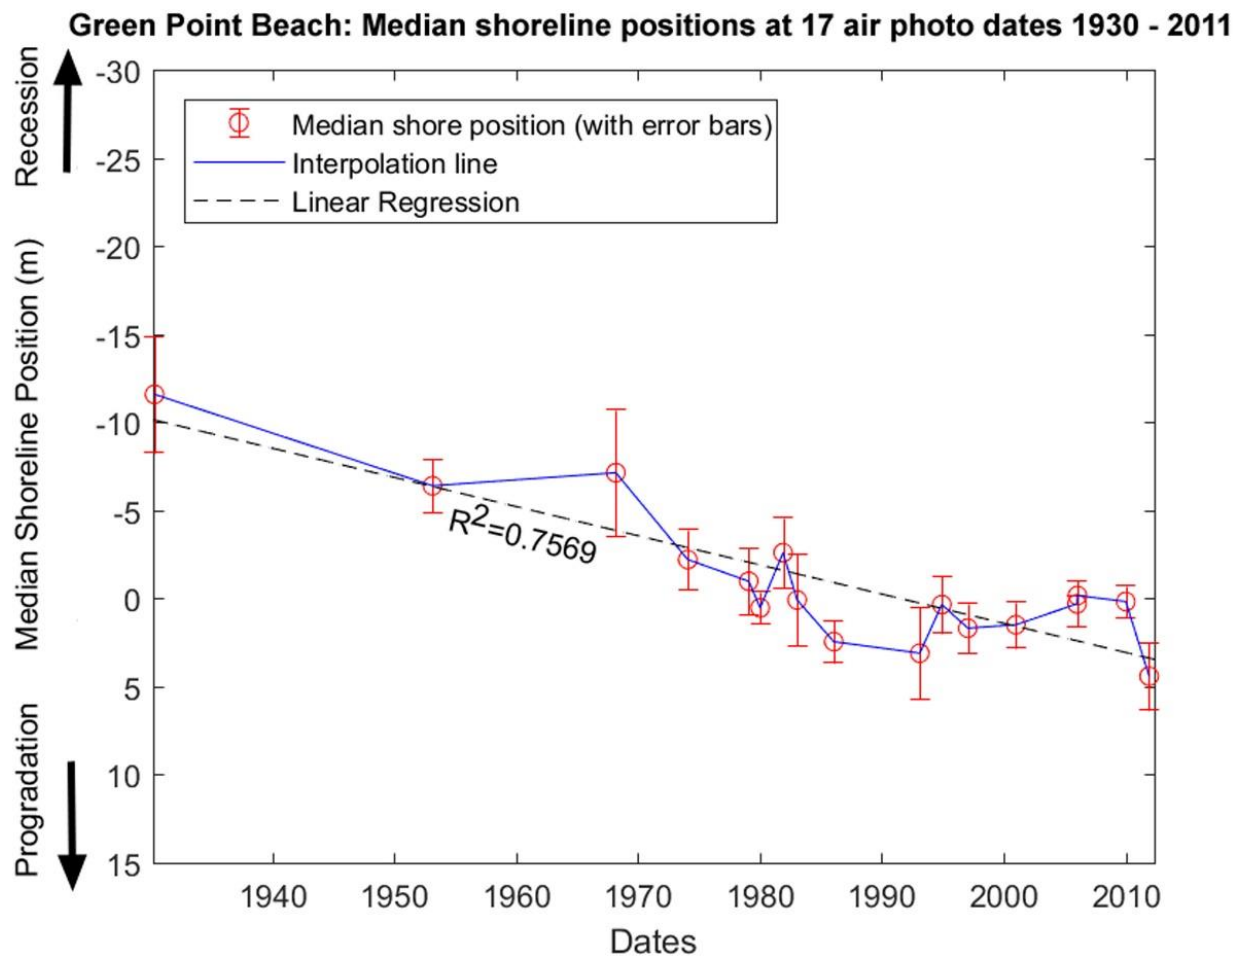 Green Point Beach: Median shoreline positions at 17 air photo dates 1930 - 2011
Recession
Median Shoreline Position (m)
Progradation
-30
-25
-20
-15
-10
-5
0
5
10
15
Median shore position (with error bars)
Interpolation line
Linear Regression
R²=0.7569
1940 1950 1960 1970 1980 1990 2000 2010
Dates